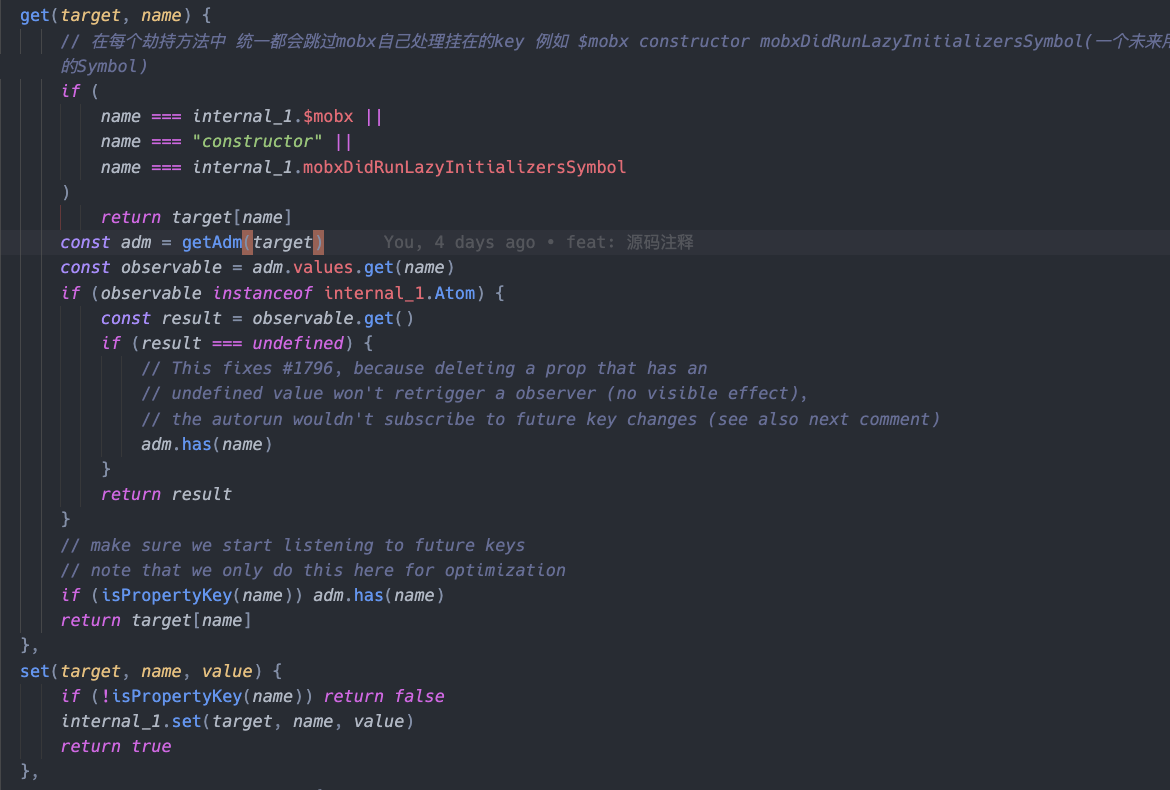 get(target, name) {
    // 在每个劫持方法中 统一都会跳过mobx自己处理挂在的key 例如 $mobx constructor mobxDidRunLazyInitializersSymbol(一个未来
    的Symbol)
    if (
        name === internal_1.$mobx ||
        name === "constructor" ||
        name === internal_1.mobxDidRunLazyInitializersSymbol
    )
        return target[name]
    const adm = getAdm(target)      You, 4 days ago • feat: 源码注释
    const observable = adm.values.get(name)
    if (observable instanceof internal_1.Atom) {
        const result = observable.get()
        if (result === undefined) {
            // This fixes #1796, because deleting a prop that has an
            // undefined value won't retrigger a observer (no visible effect),
            // the autorun wouldn't subscribe to future key changes (see also next comment)
            adm.has(name)
        }
        return result
    }
    // make sure we start listening to future keys
    // note that we only do this here for optimization
    if (isPropertyKey(name)) adm.has(name)
    return target[name]
},
set(target, name, value) {
    if (!isPropertyKey(name)) return false
    internal_1.set(target, name, value)
    return true
},